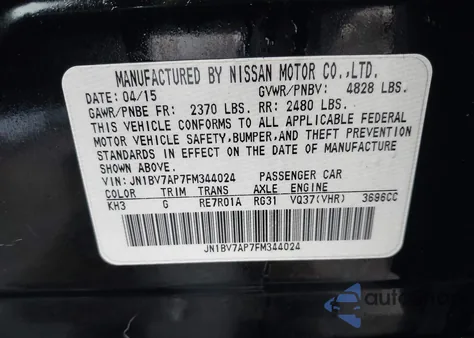 MANUFACTURED BY NISSAN MOTOR CO.,LTD.
DATE: 04/15 GVWR/PNBV: 4828 LBS.
GAWR/PNBE FR: 2370 LBS. RR: 2480 LBS.
THIS VEHICLE CONFORMS TO ALL APPLICABLE FEDERAL
MOTOR VEHICLE SAFETY, BUMPER, AND THEFT PREVENTION
STANDARDS IN EFFECT ON THE DATE OF MANUFACTURE
SHOWN ABOVE.
VIN: JN1BV7AP7FM344024 PASSENGER CAR
COLOR TRIM TRANS AXLE ENGINE
KH3 G RE7R01A RG31 VQ37(VHR) 3696CC
JN1BV7AP7FM344024